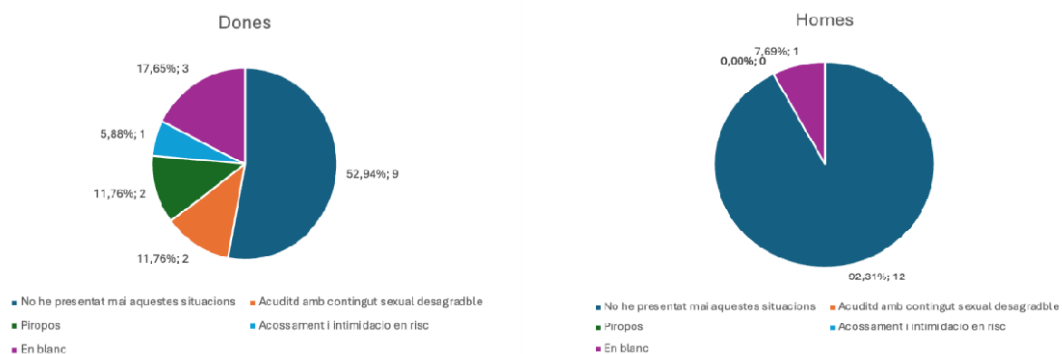 Dones
17,65%; 3
5,88%; 1
11,76%; 2
11,76%; 2
52,94%; 9
No he presentat mai aquestes situacions
Acuditd amb contingut sexual desagradble
Piropos
Acossament i intimidacio en risc
En blanc
Homes
7,69%; 1
0,00%; 0
92,31%; 12
No he presentat mai aquestes situacions
Acuditd amb contingut sexual desagradble
Piropos
Acossament i intimidacio en risc
En blanc